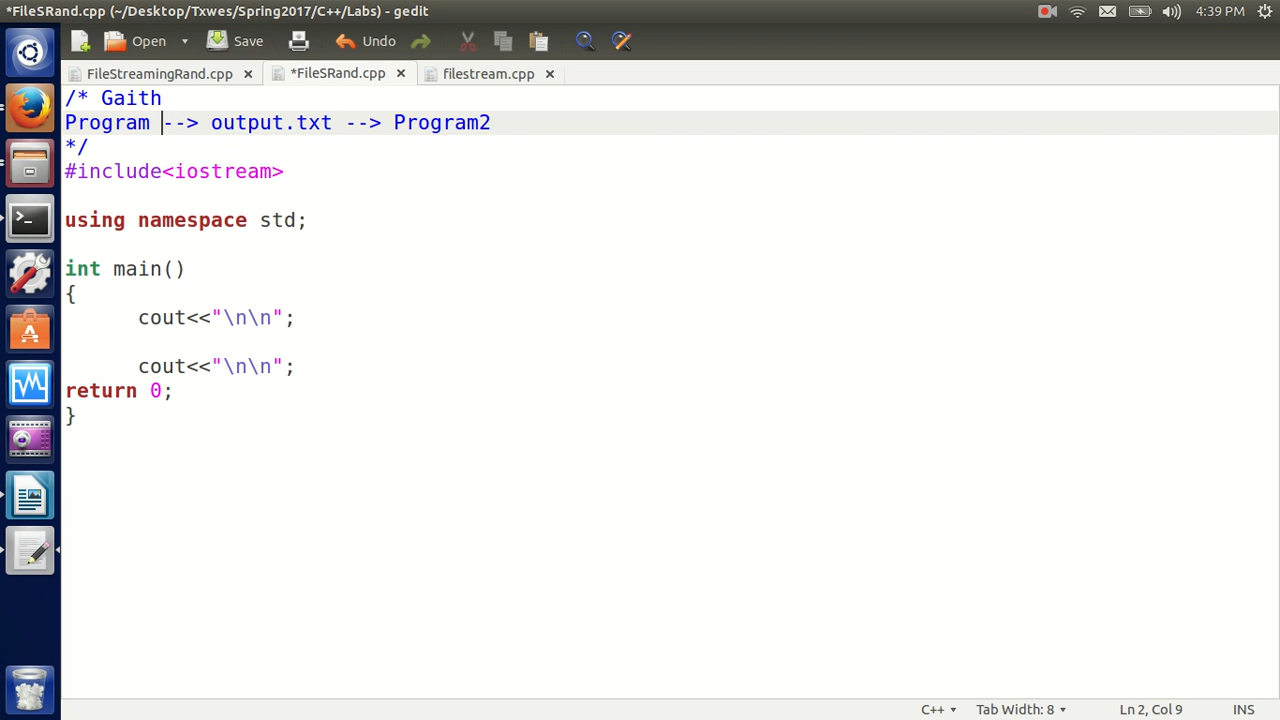 *FileSRand.cpp (~/Desktop/Txwes/Spring2017/C++/Labs) - gedit
4:39 PM
Open
Save
Undo
FileStreamingRand.cpp
*FileSRand.cpp
filestream.cpp
/* Gaith
Program --> output.txt --> Program2
*/
#include<iostream>
using namespace std;
int main()
{
cout<<"\n\n";
cout<<"\n\n";
return 0;
}
C++
Tab Width: 8
Ln 2, Col 9
INS